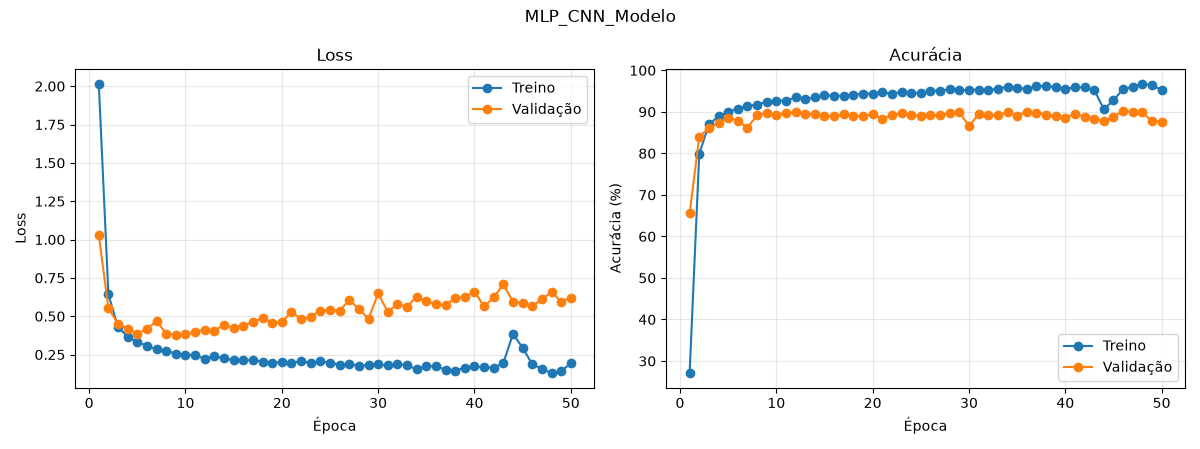 MLP_CNN_Modelo
Loss
Treino
Validação
2.00
1.75
1.50
1.25
1.00
0.75
0.50
0.25
Loss
0
10
20
30
40
50
Época
Acurácia
100
90
80
70
60
50
40
30
Acurácia (%)
Treino
Validação
0
10
20
30
40
50
Época